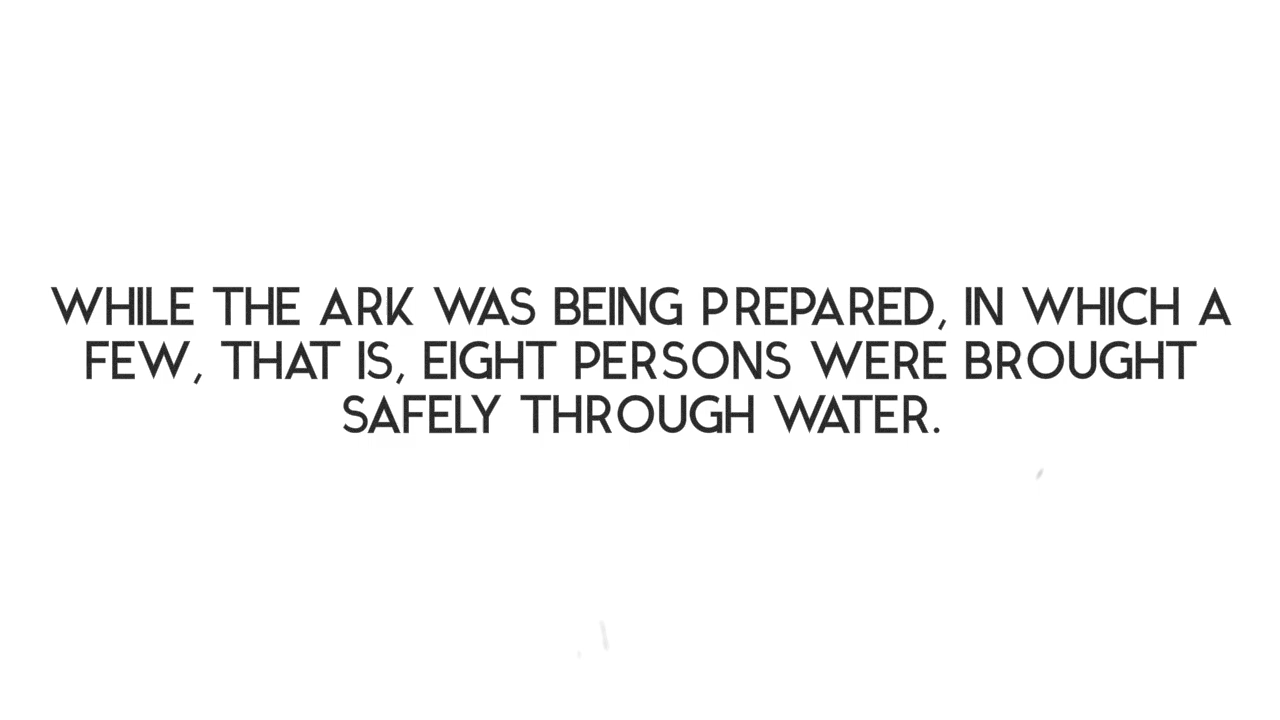 WHILE THE ARK WAS BEING PREPARED, IN WHICH A
FEW, THAT IS, EIGHT PERSONS WERE BROUGHT
SAFELY THROUGH WATER.